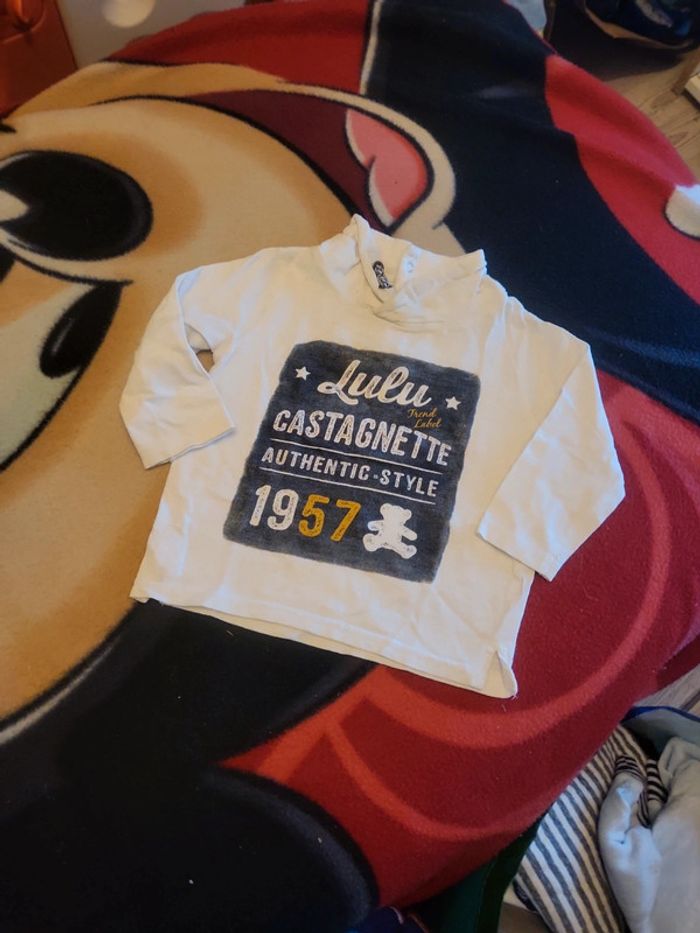 Lulu
Trend
Label
CASTAGNETTE
AUTHENTIC-STYLE
1957